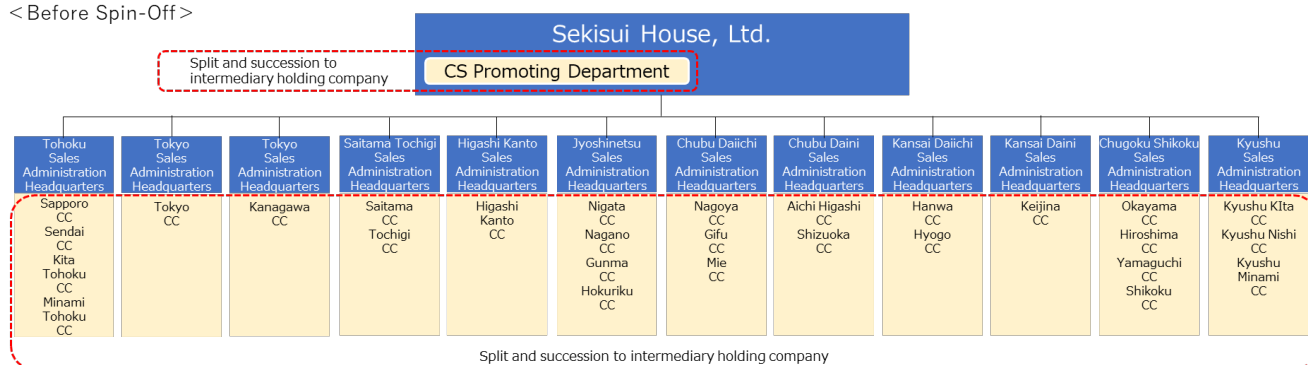 <Before Spin-Off>
Sekisui House, Ltd.
Split and succession to
intermediary holding company
CS Promoting Department
Tohoku
Sales
Administration
Headquarters
Sapporo
CC
Sendai
CC
Kita
Tohoku
CC
Minami
Tohoku
CC
Tokyo
Sales
Administration
Headquarters
Tokyo
CC
Tokyo
Sales
Administration
Headquarters
Kanagawa
CC
Saitama Tochigi
Sales
Administration
Headquarters
Saitama
CC
Tochigi
CC
Higashi Kanto
Sales
Administration
Headquarters
Higashi
Kanto
CC
Jyoshinetsu
Sales
Administration
Headquarters
Nigata
CC
Nagano
CC
Gunma
CC
Hokuriku
CC
Chubu Daiichi
Sales
Administration
Headquarters
Nagoya
CC
Gifu
CC
Mie
CC
Chubu Daini
Sales
Administration
Headquarters
Aichi Higashi
CC
Shizuoka
CC
Kansai Daiichi
Sales
Administration
Headquarters
Hanwa
CC
Hyogo
CC
Kansai Daini
Sales
Administration
Headquarters
Keijina
CC
Chugoku Shikoku
Sales
Administration
Headquarters
Okayama
CC
Hiroshima
CC
Yamaguchi
CC
Shikoku
CC
Kyushu
Sales
Administration
Headquarters
Kyushu KIta
CC
Kyushu Nishi
CC
Kyushu
Minami
CC
Split and succession to intermediary holding company